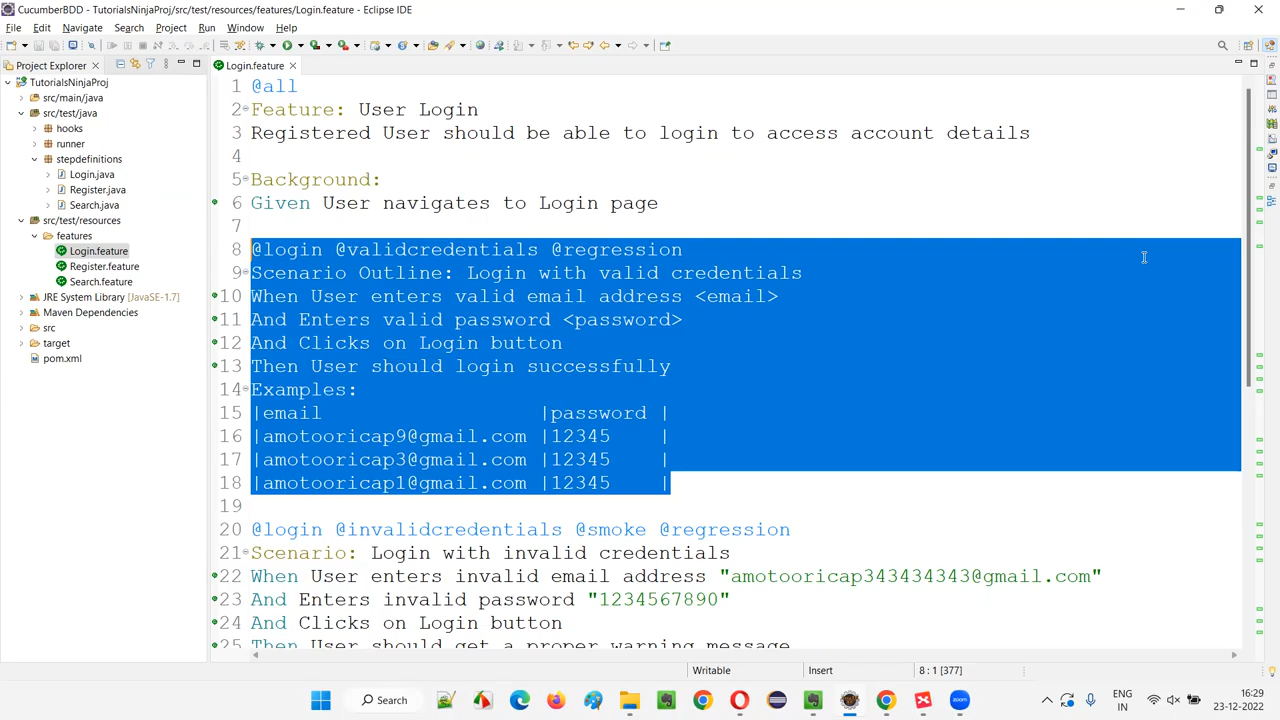 CucumberBDD - TutorialsNinjaProj/src/test/resources/features/Login.feature - Eclipse IDE
File Edit Navigate Search Project Run Window Help
Project Explorer
Login.feature
TutorialsNinjaProj
src/main/java
src/test/java
hooks
runner
stepdefinitions
Login.java
Register.java
Search.java
src/test/resources
features
Login.feature
Register.feature
Search.feature
JRE System Library [JavaSE-1.7]
Maven Dependencies
src
target
pom.xml
1 @all
2 Feature: User Login
3 Registered User should be able to login to access account details
4
5 Background:
6 Given User navigates to Login page
7
8 @login @validcredentials @regression
9 Scenario Outline: Login with valid credentials
10 When User enters valid email address <email>
11 And Enters valid password <password>
12 And Clicks on Login button
13 Then User should login successfully
14 Examples:
15 |email |password |
16 |amotooricap9@gmail.com |12345 |
17 |amotooricap3@gmail.com |12345 |
18 |amotooricap1@gmail.com |12345 |
19
20 @login @invalidcredentials @smoke @regression
21 Scenario: Login with invalid credentials
22 When User enters invalid email address "amotooricap343434343@gmail.com"
23 And Enters invalid password "1234567890"
24 And Clicks on Login button
25 Then User should get a proper warning message
Writable Insert 8 : 1 [377]
Search
ENG
IN
16:29
23-12-2022